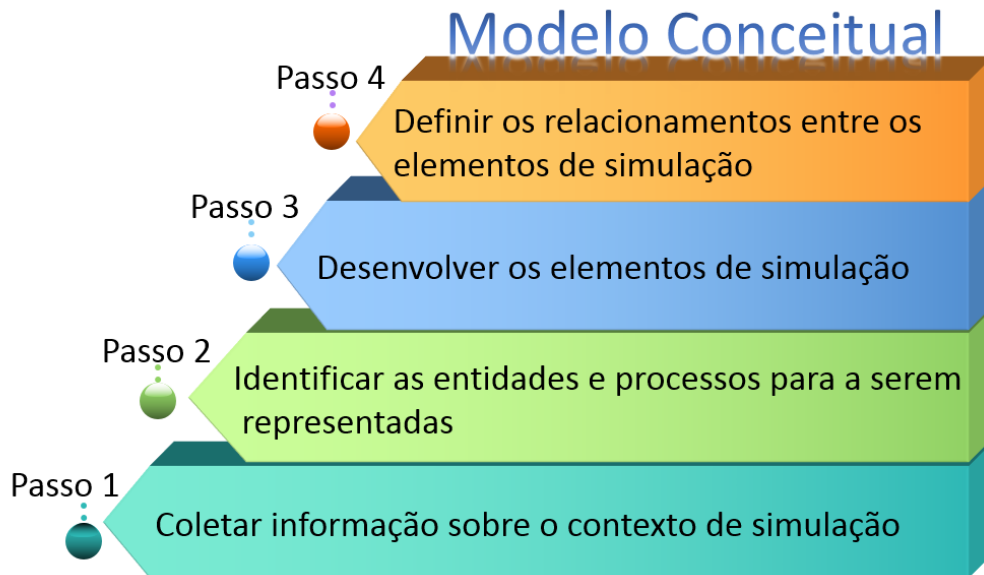 Modelo Conceitual
Passo 4
Definir os relacionamentos entre os
elementos de simulação
Passo 3
Desenvolver os elementos de simulação
Passo 2
Identificar as entidades e processos para a serem
representadas
Passo 1
Coletar informação sobre o contexto de simulação